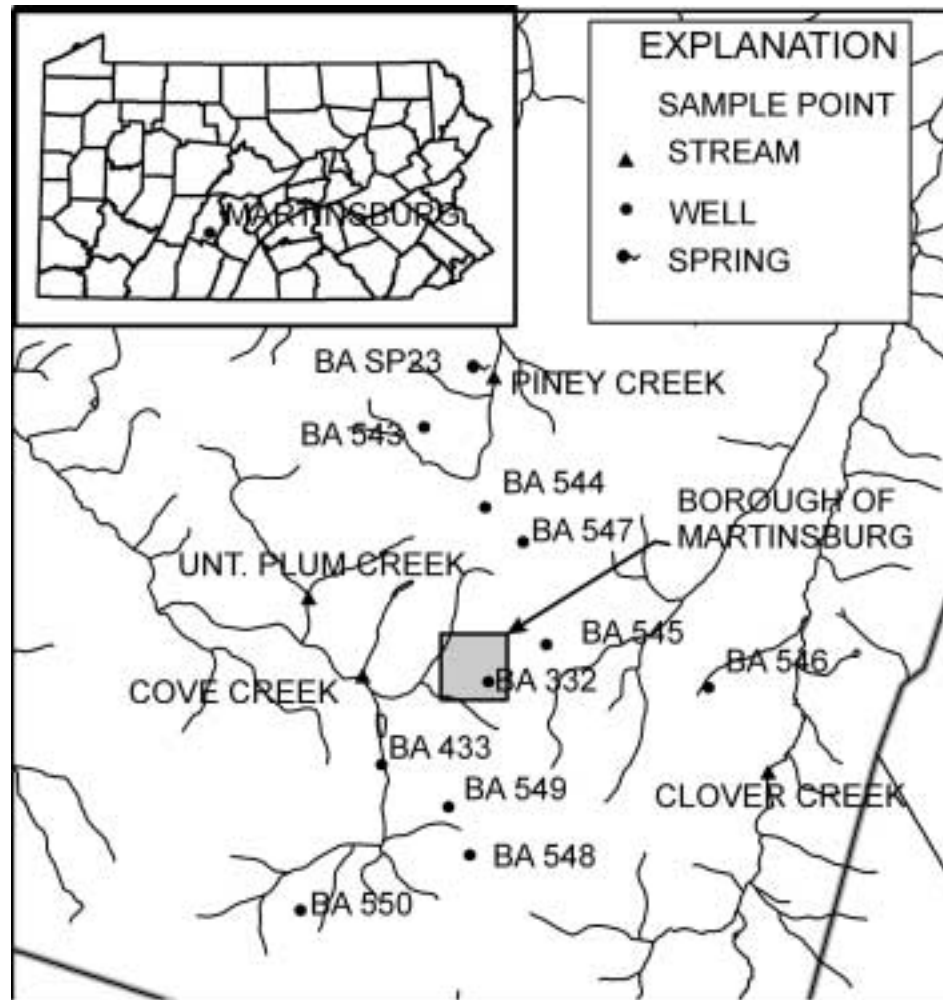 EXPLANATION
SAMPLE POINT
STREAM
WELL
SPRING
MARTINSBURG
BA SP23
PINEY CREEK
BA 543
BA 544
BOROUGH OF
MARTINSBURG
BA 547
UNT. PLUM CREEK
BA 545
BA 546
BA 332
COVE CREEK
BA 433
BA 549
CLOVER CREEK
BA 548
BA 550